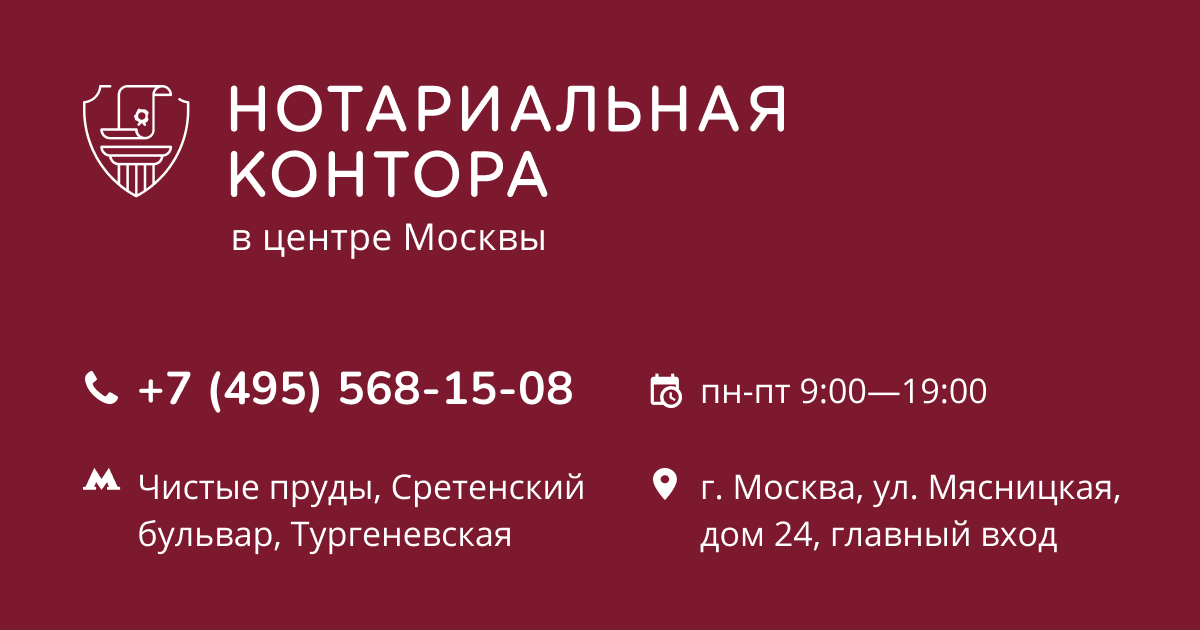 НОТАРИАЛЬНАЯ
КОНТОРА
в центре Москвы
+7 (495) 568-15-08
пн-пт 9:00—19:00
Чистые пруды, Сретенский
бульвар, Тургеневская
г. Москва, ул. Мясницкая,
дом 24, главный вход